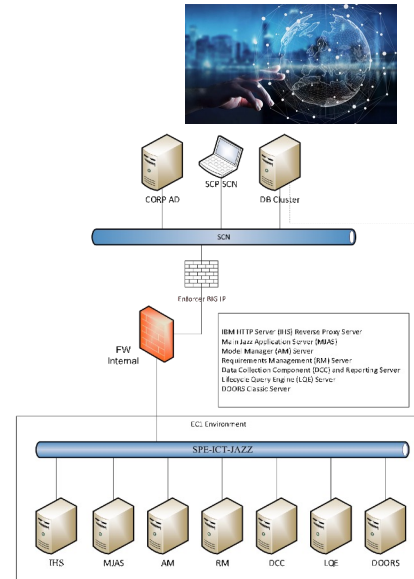 CORP AD
SCP SCN
DB Cluster
SCN
Enforcer BIG IP
FW
Internal
IBM HTTP Server (IHS) Reverse Proxy Server
Main Jazz Application Server (MJAS)
Model Manager (AM) Server
Requirements Management (RM) Server
Data Collection Component (DCC) and Reporting Server
Lifecycle Query Engine (LQE) Server
DOORS Classic Server
EC1 Environment
SPE-ICT-JAZZ
IHS
MJAS
AM
RM
DCC
LQE
DOORS